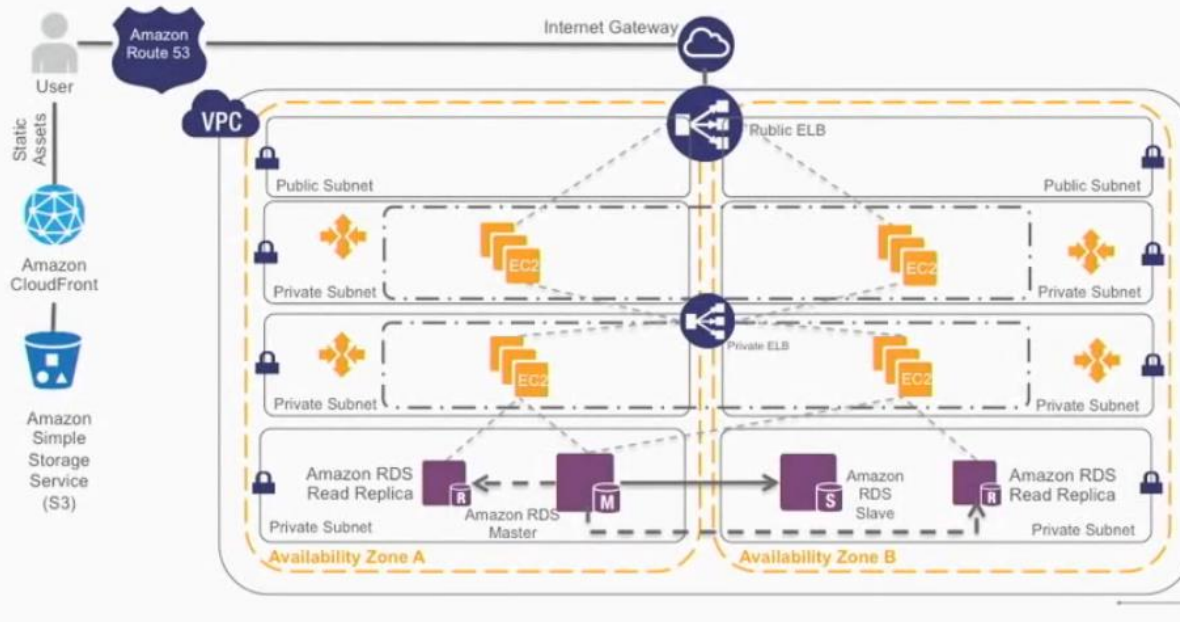 Amazon
Route 53
Internet Gateway
User
VPC
Static
Assets
Public ELB
Public Subnet
Public Subnet
Amazon
CloudFront
EC2
EC2
Private Subnet
Private Subnet
Private ELB
EC2
EC2
Private Subnet
Private Subnet
Amazon
Simple
Storage
Service
(S3)
Amazon RDS
Read Replica
R
Amazon RDS
Master
M
S
Amazon
RDS
Slave
R
Amazon RDS
Read Replica
Private Subnet
Private Subnet
Availability Zone A
Availability Zone B